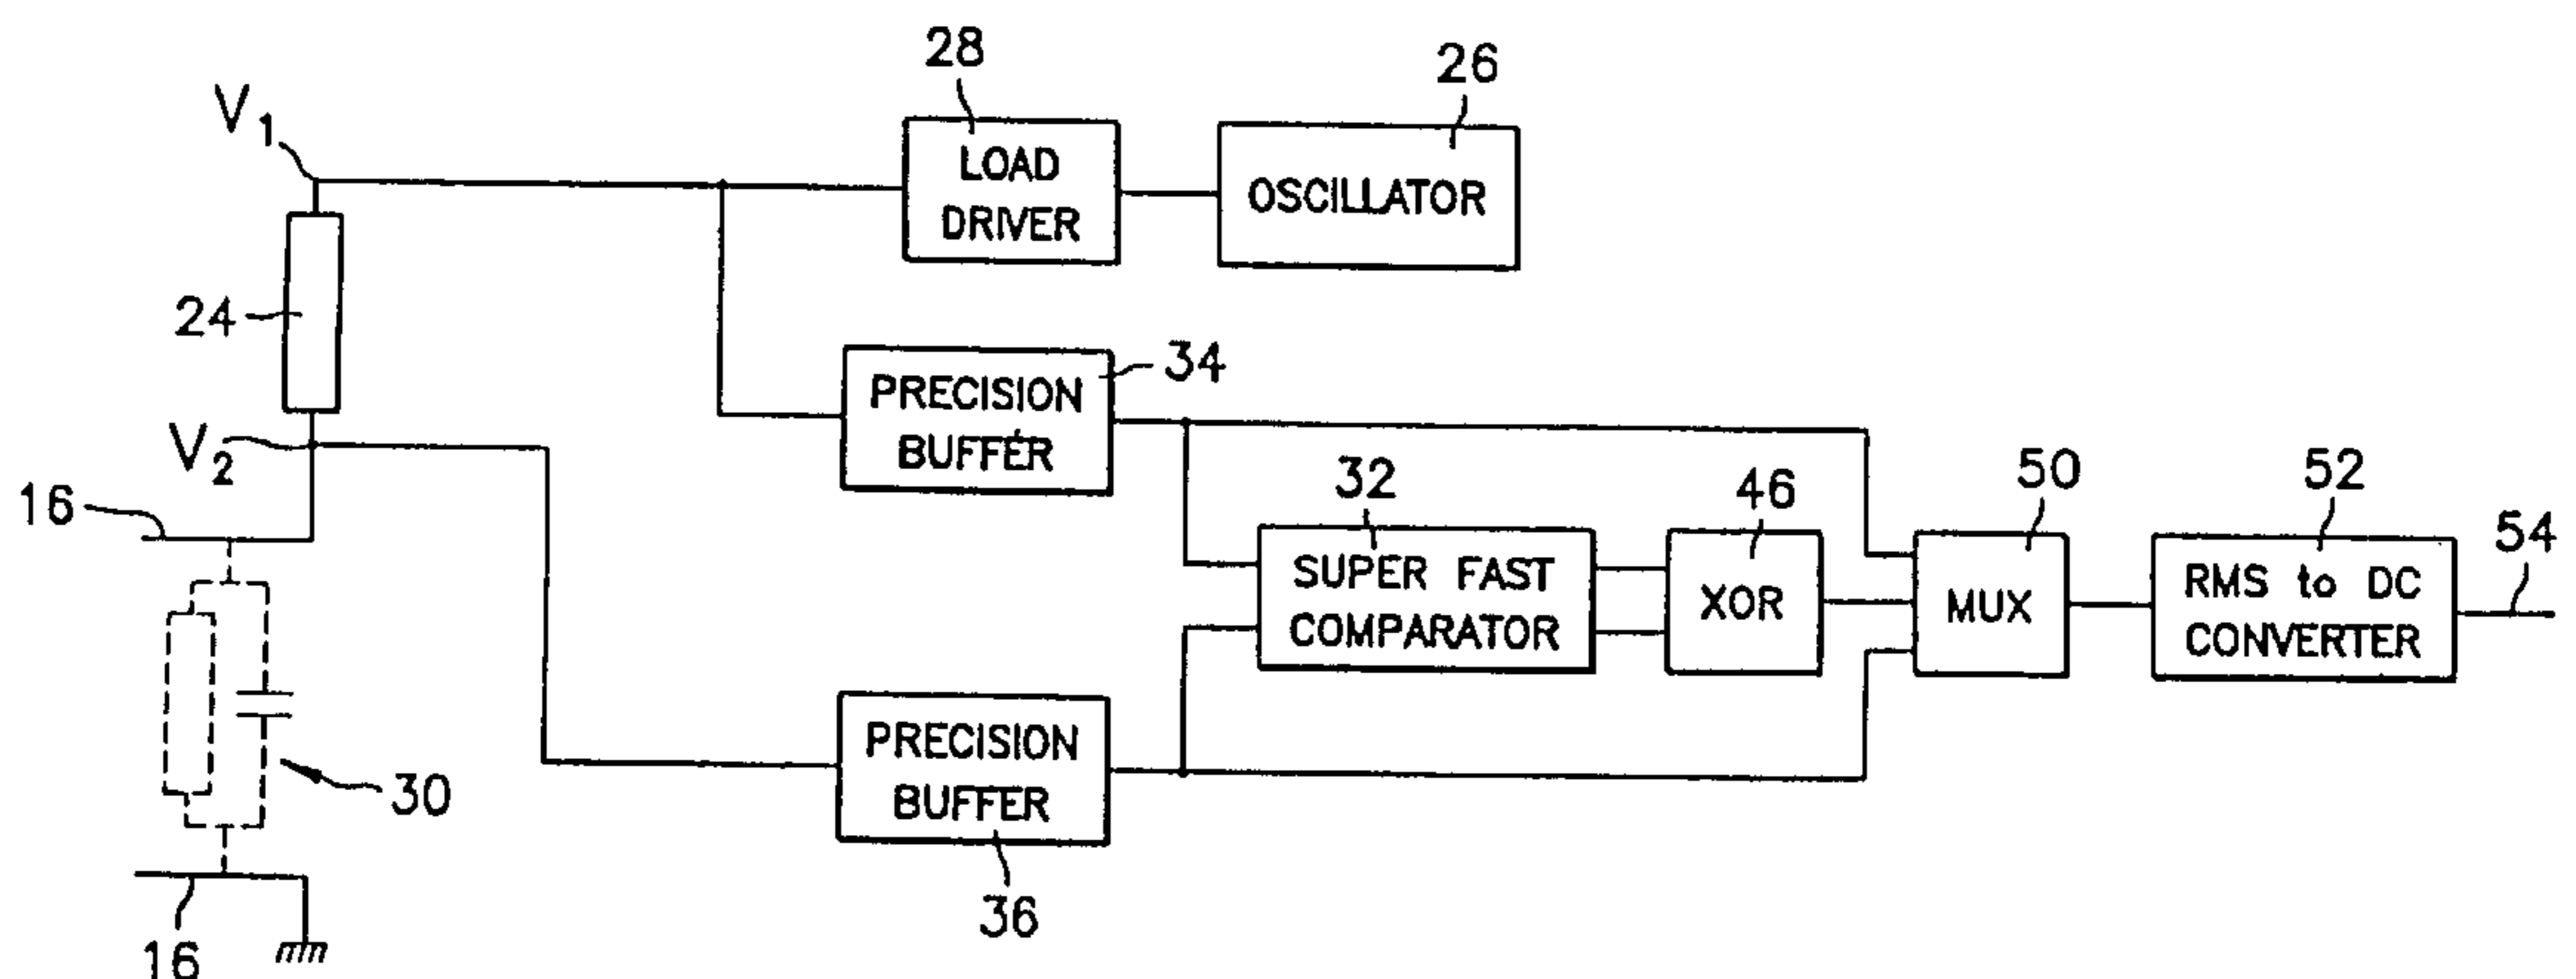 28
26
V1
LOAD
DRIVER
OSCILLATOR
24
34
PRECISION
BUFFER
V2
16
32
46
50
52
54
SUPER FAST
COMPARATOR
XOR
MUX
RMS to DC
CONVERTER
30
PRECISION
BUFFER
36
16